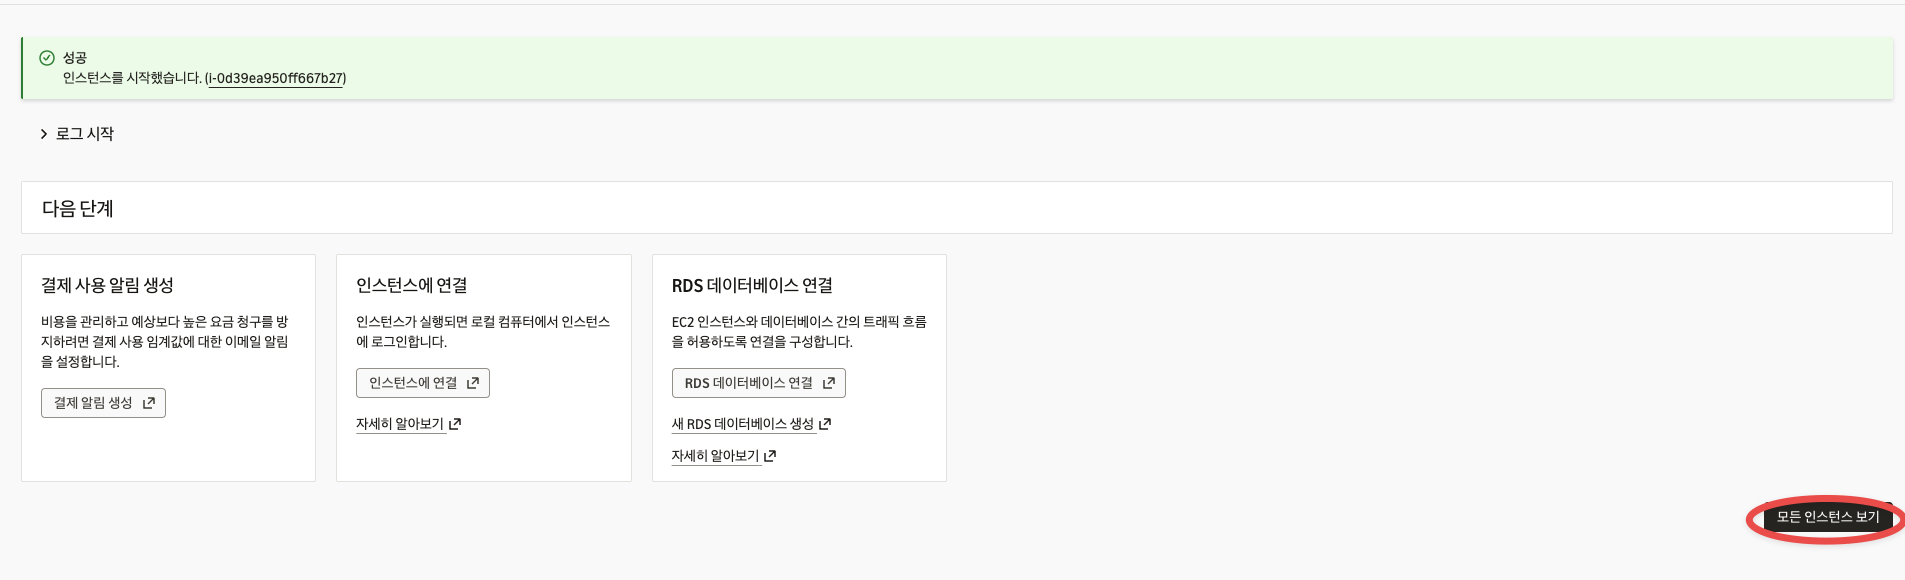 성공
인스턴스를 시작했습니다. (i-0d39ea950ff667b27)
로그 시작
다음 단계
결제 사용 알림 생성
비용을 관리하고 예상보다 높은 요금 청구를 방
지하려면 결제 사용 임계값에 대한 이메일 알림
을 설정합니다.
결제 알림 생성
인스턴스에 연결
인스턴스가 실행되면 로컬 컴퓨터에서 인스턴스
에 로그인합니다.
인스턴스에 연결
자세히 알아보기
RDS 데이터베이스 연결
EC2 인스턴스와 데이터베이스 간의 트래픽 흐름
을 허용하도록 연결을 구성합니다.
RDS 데이터베이스 연결
새 RDS 데이터베이스 생성
자세히 알아보기
모든 인스턴스 보기